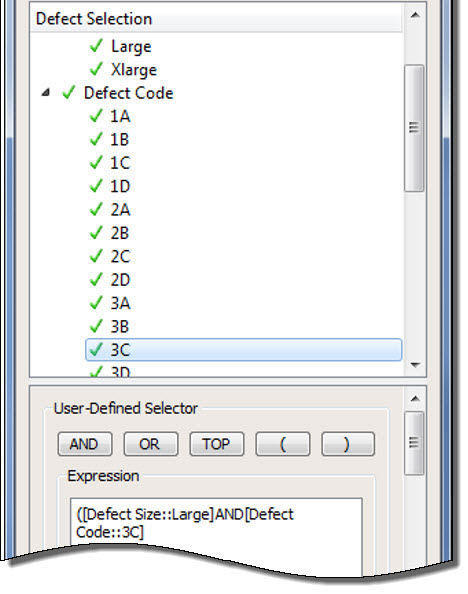 Defect Selection
Large
Xlarge
Defect Code
1A
1B
1C
1D
2A
2B
2C
2D
3A
3B
3C
3D
User-Defined Selector
AND OR TOP ( )
Expression
([Defect Size::Large]AND[Defect
Code::3C]